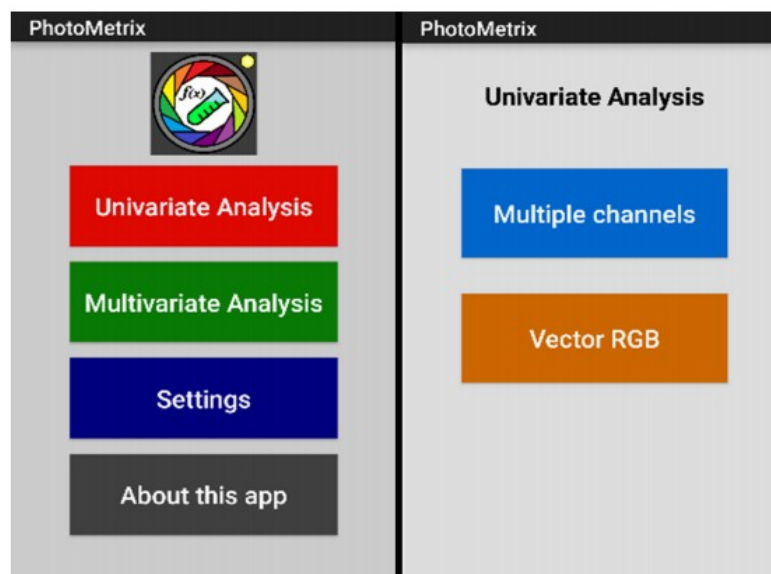 PhotoMetrix
f(x)
Univariate Analysis
Multivariate Analysis
Settings
About this app
PhotoMetrix
Univariate Analysis
Multiple channels
Vector RGB